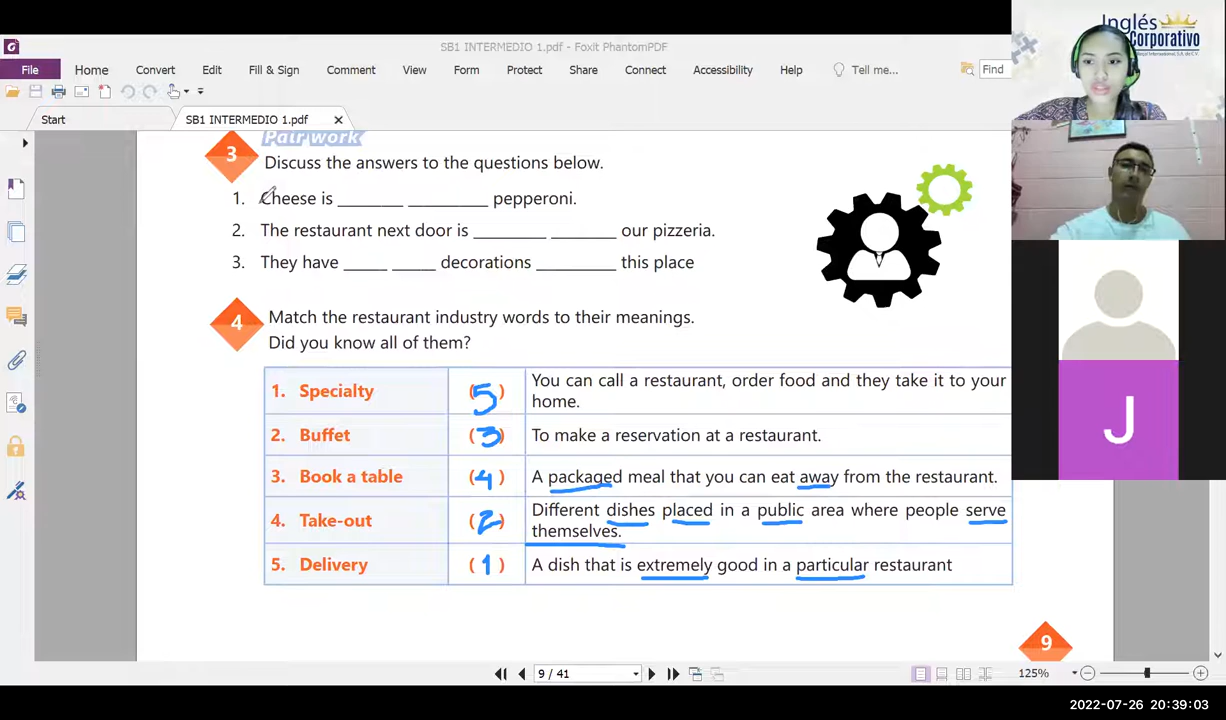 SB1 INTERMEDIO 1.pdf - Foxit PhantomPDF
Inglés
Corporativo
File Home Convert Edit Fill & Sign Comment View Form Protect Share Connect Accessibility Help Tell me... Find
Start SB1 INTERMEDIO 1.pdf
Pair work
3 Discuss the answers to the questions below.
1. Cheese is ________ __________ pepperoni.
2. The restaurant next door is _________ ________ our pizzeria.
3. They have _____ _____ decorations __________ this place
4 Match the restaurant industry words to their meanings.
Did you know all of them?
1. Specialty (5) You can call a restaurant, order food and they take it to your
home.
2. Buffet (3) To make a reservation at a restaurant.
3. Book a table (4) A packaged meal that you can eat away from the restaurant.
4. Take-out (2) Different dishes placed in a public area where people serve
themselves.
5. Delivery (1) A dish that is extremely good in a particular restaurant
J
9
9 / 41
125%
2022-07-26 20:39:03